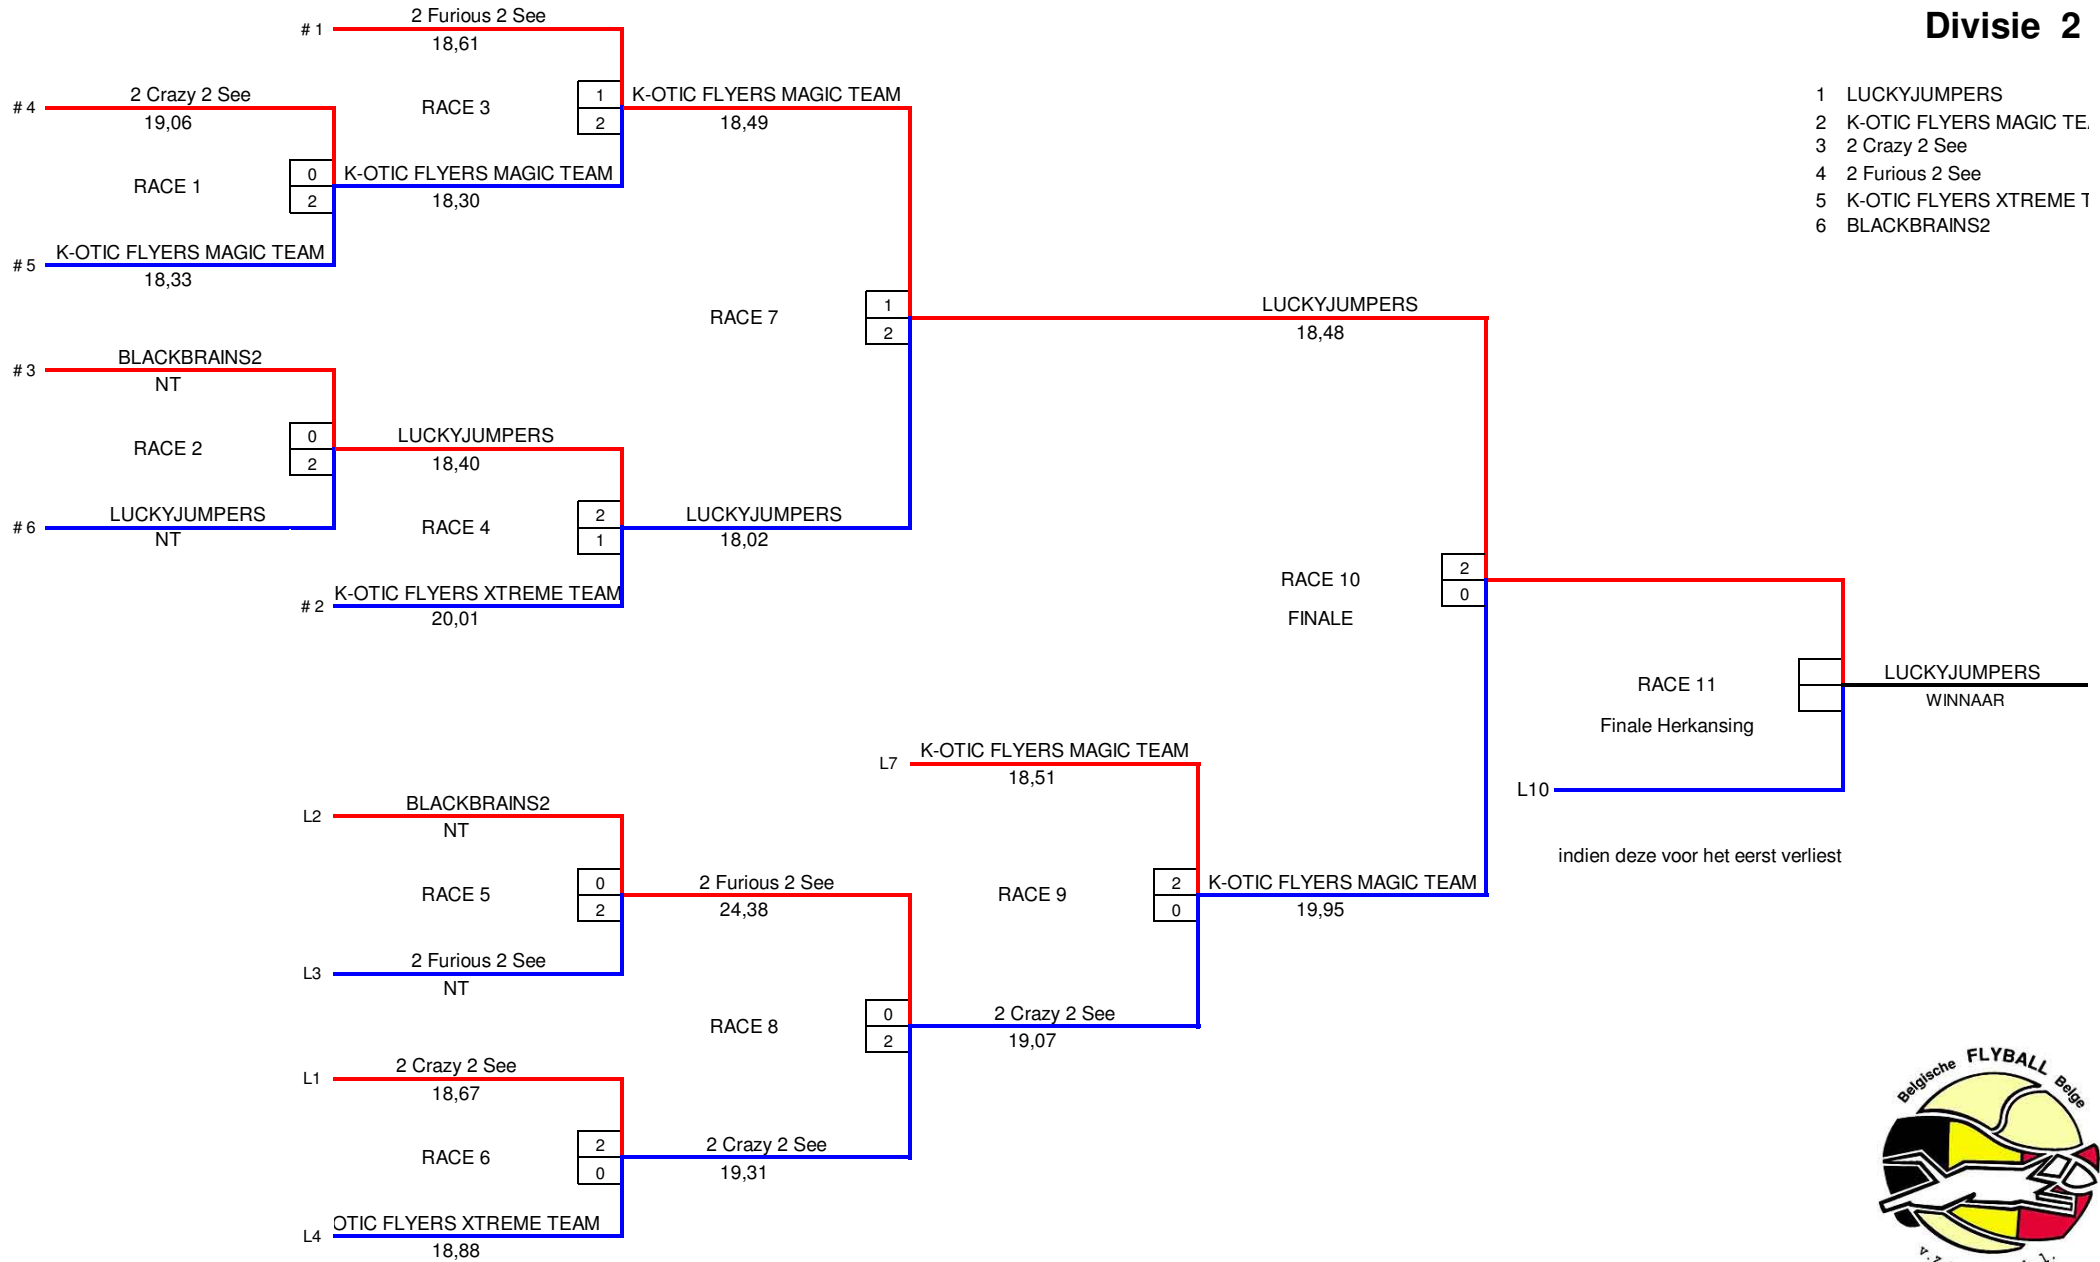 Divisie 2
1 LUCKYJUMPERS
2 K-OTIC FLYERS MAGIC TE
3 2 Crazy 2 See
4 2 Furious 2 See
5 K-OTIC FLYERS XTREME T
6 BLACKBRAINS2
# 1 2 Furious 2 See
18,61
# 4 2 Crazy 2 See
19,06
RACE 3 1 2
K-OTIC FLYERS MAGIC TEAM
18,49
RACE 1 0 2
K-OTIC FLYERS MAGIC TEAM
18,30
# 5 K-OTIC FLYERS MAGIC TEAM
18,33
RACE 7 1 2
LUCKYJUMPERS
18,48
# 3 BLACKBRAINS2
NT
RACE 2 0 2
LUCKYJUMPERS
18,40
# 6 LUCKYJUMPERS
NT
RACE 4 2 1
LUCKYJUMPERS
18,02
# 2 K-OTIC FLYERS XTREME TEAM
20,01
RACE 10 2 0
FINALE
RACE 11
Finale Herkansing
LUCKYJUMPERS
WINNAAR
L10
indien deze voor het eerst verliest
L7 K-OTIC FLYERS MAGIC TEAM
18,51
L2 BLACKBRAINS2
NT
RACE 5 0 2
2 Furious 2 See
24,38
RACE 9 2 0
K-OTIC FLYERS MAGIC TEAM
19,95
L3 2 Furious 2 See
NT
RACE 8 0 2
2 Crazy 2 See
19,07
L1 2 Crazy 2 See
18,67
RACE 6 2 0
2 Crazy 2 See
19,31
L4 OTIC FLYERS XTREME TEAM
18,88
Belgische FLYBALL Belge